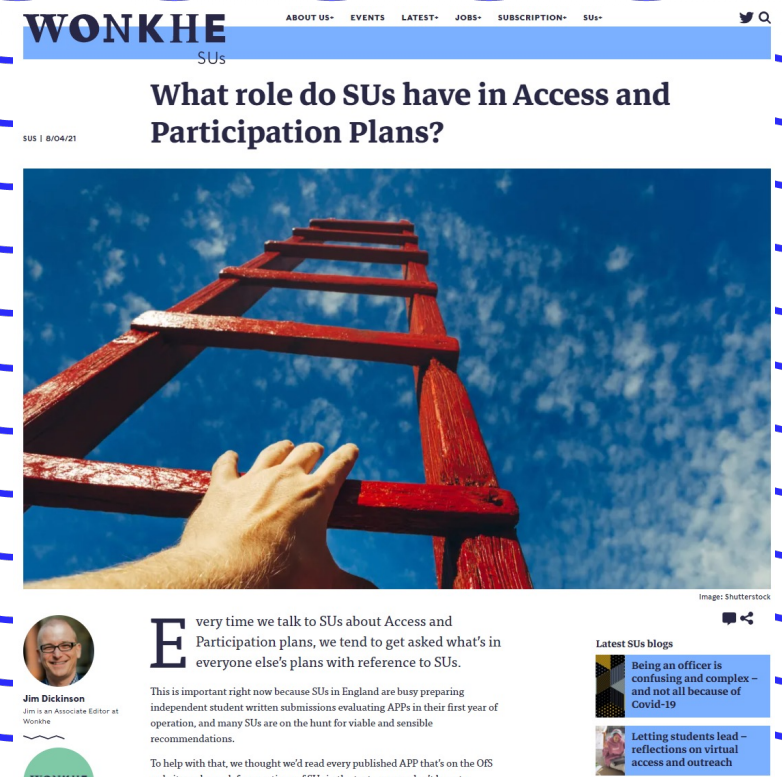 WONKHE
SUs
ABOUT US+ EVENTS LATEST+ JOBS+ SUBSCRIPTION+ SUs+
What role do SUs have in Access and
Participation Plans?
SUS | 8/04/21
Image: Shutterstock
Jim Dickinson
Jim is an Associate Editor at
Wonkhe
Every time we talk to SUs about Access and
Participation plans, we tend to get asked what's in
everyone else's plans with reference to SUs.
This is important right now because SUs in England are busy preparing
independent student written submissions evaluating APPs in their first year of
operation, and many SUs are on the hunt for viable and sensible
recommendations.
To help with that, we thought we'd read every published APP that's on the OfS
Latest SUs blogs
Being an officer is
confusing and complex –
and not all because of
Covid-19
Letting students lead –
reflections on virtual
access and outreach